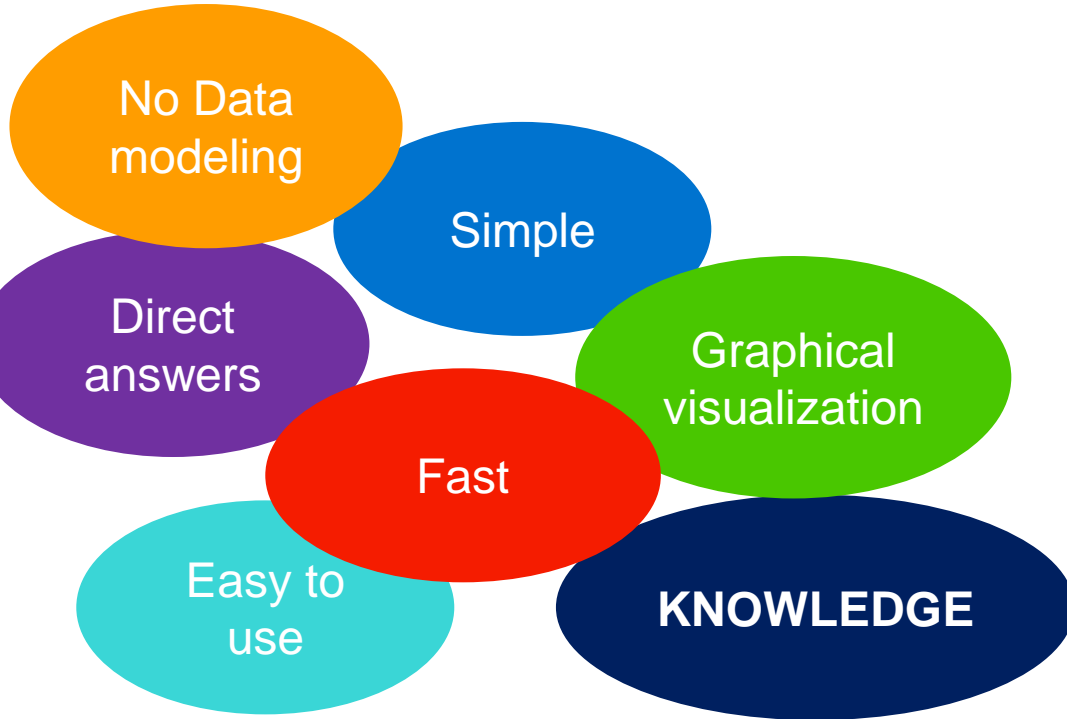 No Data
modeling
Simple
Direct
answers
Graphical
visualization
Fast
Easy to
use
KNOWLEDGE